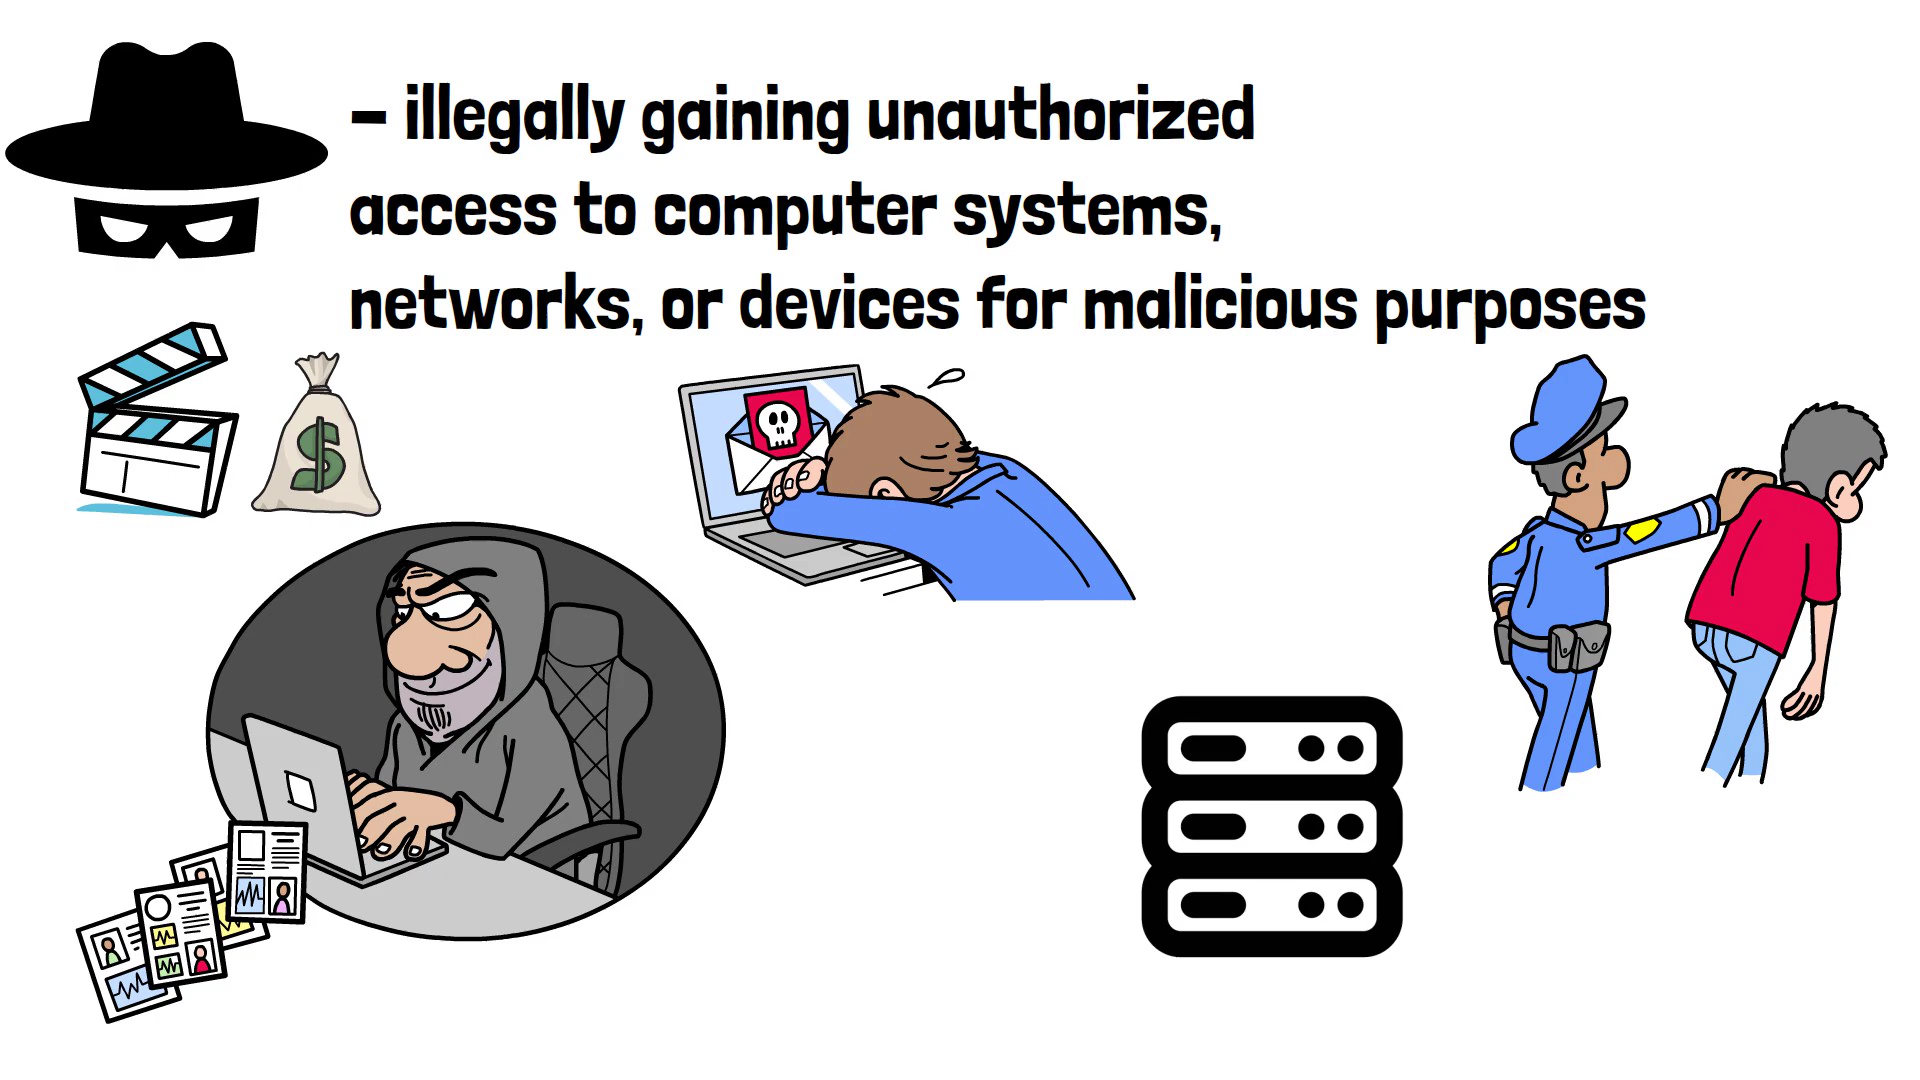 - illegally gaining unauthorized
access to computer systems,
networks, or devices for malicious purposes
$